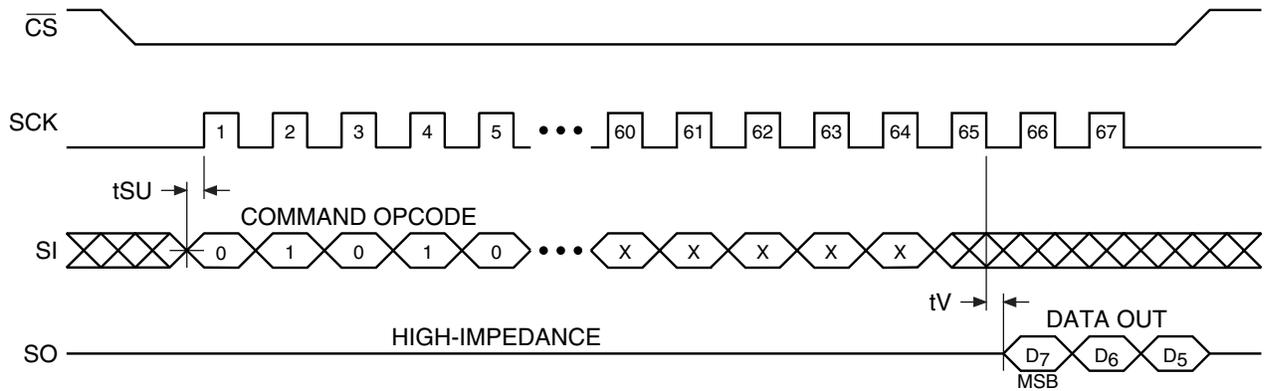 CS
SCK 1 2 3 4 5 ••• 60 61 62 63 64 65 66 67
tSU
COMMAND OPCODE
SI 0 1 0 1 0 ••• X X X X X
tV
DATA OUT
HIGH-IMPEDANCE
SO D7 D6 D5
MSB